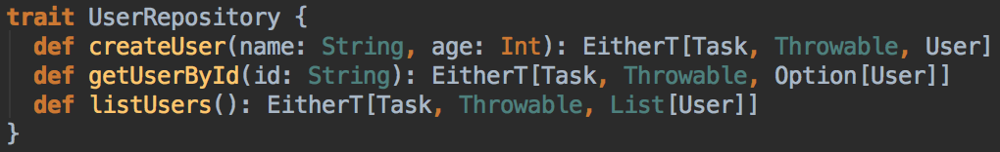 trait UserRepository {
  def createUser(name: String, age: Int): EitherT[Task, Throwable, User]
  def getUserById(id: String): EitherT[Task, Throwable, Option[User]]
  def listUsers(): EitherT[Task, Throwable, List[User]]
}